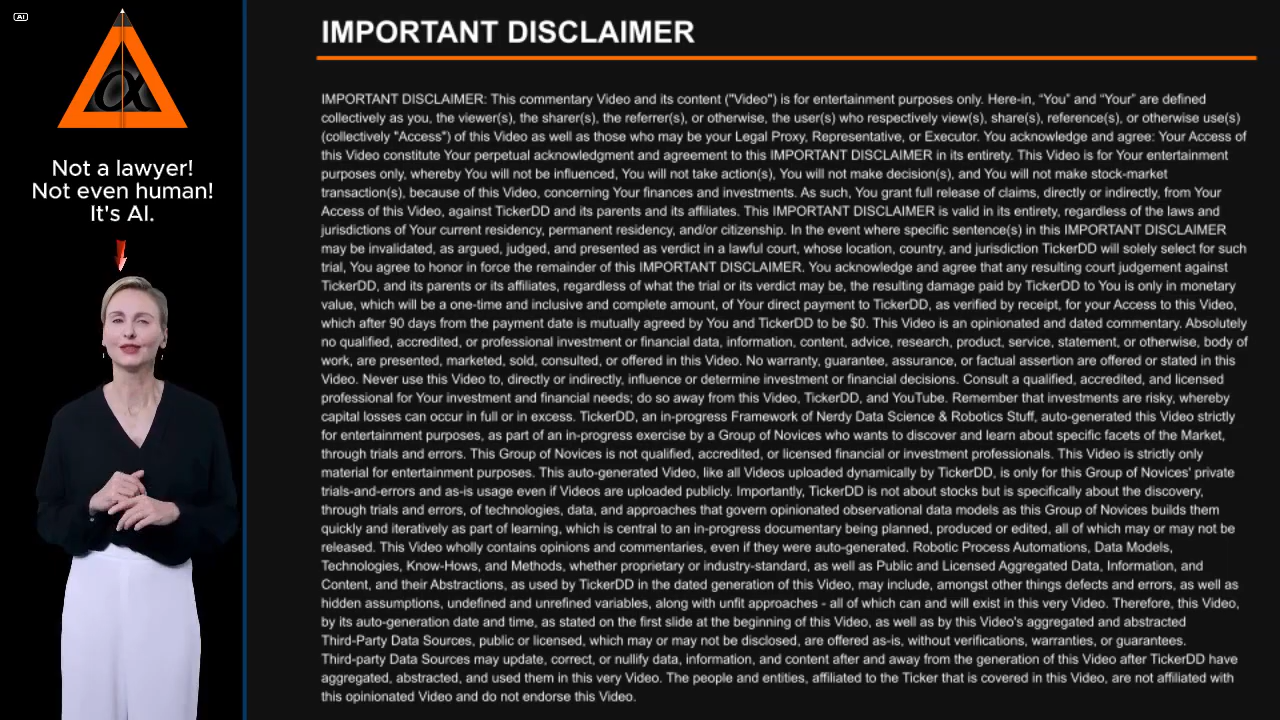 AI
α
Not a lawyer!
Not even human!
It's AI.
IMPORTANT DISCLAIMER
IMPORTANT DISCLAIMER: This commentary Video and its content ("Video") is for entertainment purposes only. Here-in, “You” and “Your” are defined
collectively as you, the viewer(s), the sharer(s), the referrer(s), or otherwise, the user(s) who respectively view(s), share(s), reference(s), or otherwise use(s)
(collectively "Access") of this Video as well as those who may be your Legal Proxy, Representative, or Executor. You acknowledge and agree: Your Access of
this Video constitute Your perpetual acknowledgment and agreement to this IMPORTANT DISCLAIMER in its entirety. This Video is for Your entertainment
purposes only, whereby You will not be influenced, You will not take action(s), You will not make decision(s), and You will not make stock-market
transaction(s), because of this Video, concerning Your finances and investments. As such, You grant full release of claims, directly or indirectly, from Your
Access of this Video, against TickerDD and its parents and its affiliates. This IMPORTANT DISCLAIMER is valid in its entirety, regardless of the laws and
jurisdictions of Your current residency, permanent residency, and/or citizenship. In the event where specific sentence(s) in this IMPORTANT DISCLAIMER
may be invalidated, as argued, judged, and presented as verdict in a lawful court, whose location, country, and jurisdiction TickerDD will solely select for such
trial, You agree to honor in force the remainder of this IMPORTANT DISCLAIMER. You acknowledge and agree that any resulting court judgement against
TickerDD, and its parents or its affiliates, regardless of what the trial or its verdict may be, the resulting damage paid by TickerDD to You is only in monetary
value, which will be a one-time and inclusive and complete amount, of Your direct payment to TickerDD, as verified by receipt, for your Access to this Video,
which after 90 days from the payment date is mutually agreed by You and TickerDD to be $0. This Video is an opinionated and dated commentary. Absolutely
no qualified, accredited, or professional investment or financial data, information, content, advice, research, product, service, statement, or otherwise, body of
work, are presented, marketed, sold, consulted, or offered in this Video. No warranty, guarantee, assurance, or factual assertion are offered or stated in this
Video. Never use this Video to, directly or indirectly, influence or determine investment or financial decisions. Consult a qualified, accredited, and licensed
professional for Your investment and financial needs; do so away from this Video, TickerDD, and YouTube. Remember that investments are risky, whereby
capital losses can occur in full or in excess. TickerDD, an in-progress Framework of Nerdy Data Science & Robotics Stuff, auto-generated this Video strictly
for entertainment purposes, as part of an in-progress exercise by a Group of Novices who wants to discover and learn about specific facets of the Market,
through trials and errors. This Group of Novices is not qualified, accredited, or licensed financial or investment professionals. This Video is strictly only
material for entertainment purposes. This auto-generated Video, like all Videos uploaded dynamically by TickerDD, is only for this Group of Novices' private
trials-and-errors and as-is usage even if Videos are uploaded publicly. Importantly, TickerDD is not about stocks but is specifically about the discovery,
through trials and errors, of technologies, data, and approaches that govern opinionated observational data models as this Group of Novices builds them
quickly and iteratively as part of learning, which is central to an in-progress documentary being planned, produced or edited, all of which may or may not be
released. This Video wholly contains opinions and commentaries, even if they were auto-generated. Robotic Process Automations, Data Models,
Technologies, Know-Hows, and Methods, whether proprietary or industry-standard, as well as Public and Licensed Aggregated Data, Information, and
Content, and their Abstractions, as used by TickerDD in the dated generation of this Video, may include, amongst other things defects and errors, as well as
hidden assumptions, undefined and unrefined variables, along with unfit approaches - all of which can and will exist in this very Video. Therefore, this Video,
by its auto-generation date and time, as stated on the first slide at the beginning of this Video, as well as by this Video's aggregated and abstracted
Third-Party Data Sources, public or licensed, which may or may not be disclosed, are offered as-is, without verifications, warranties, or guarantees.
Third-party Data Sources may update, correct, or nullify data, information, and content after and away from the generation of this Video after TickerDD have
aggregated, abstracted, and used them in this very Video. The people and entities, affiliated to the Ticker that is covered in this Video, are not affiliated with
this opinionated Video and do not endorse this Video.